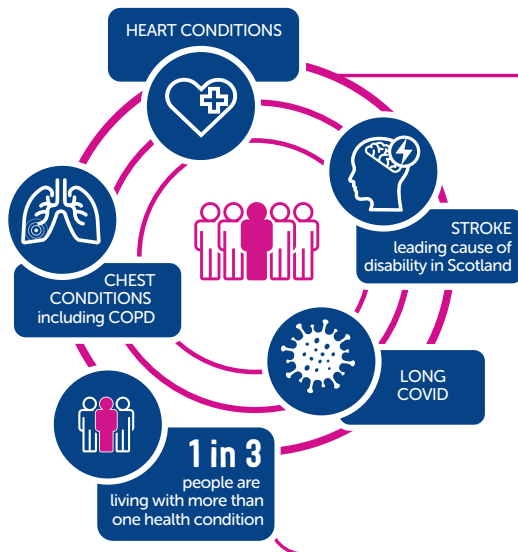 HEART CONDITIONS
STROKE
leading cause of
disability in Scotland
CHEST
CONDITIONS
including COPD
LONG
COVID
1 in 3
people are
living with more than
one health condition